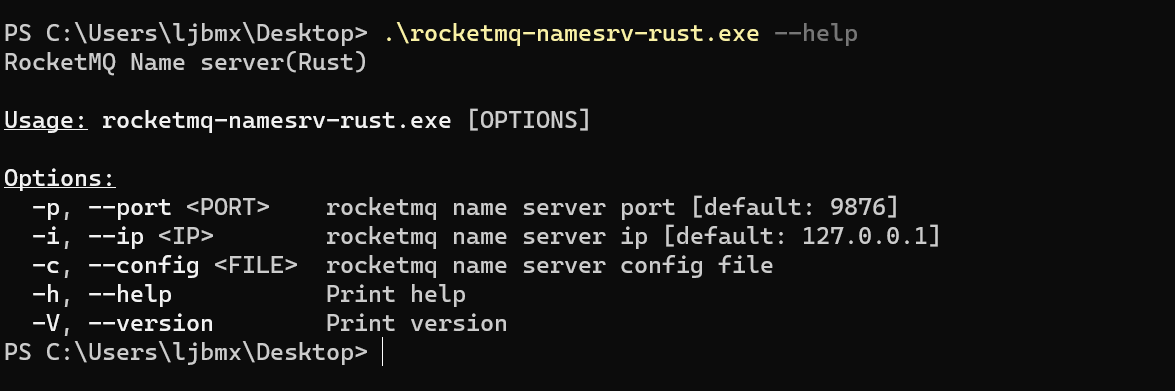 PS C:\Users\ljbmx\Desktop> .\rocketmq-namesrv-rust.exe --help
RocketMQ Name server(Rust)
Usage: rocketmq-namesrv-rust.exe [OPTIONS]
Options:
  -p, --port <PORT>    rocketmq name server port [default: 9876]
  -i, --ip <IP>        rocketmq name server ip [default: 127.0.0.1]
  -c, --config <FILE>  rocketmq name server config file
  -h, --help           Print help
  -V, --version        Print version
PS C:\Users\ljbmx\Desktop>